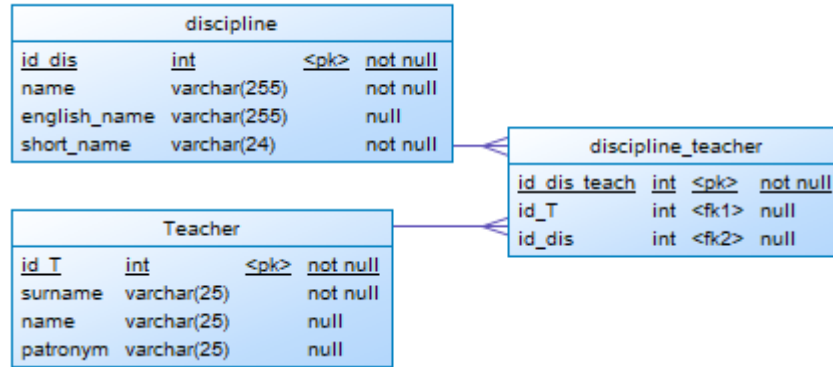 discipline
id_dis int <pk> not null
name varchar(255) not null
english_name varchar(255) null
short_name varchar(24) not null
discipline_teacher
id_dis_teach int <pk> not null
id_T int <fk1> null
id_dis int <fk2> null
Teacher
id_T int <pk> not null
surname varchar(25) not null
name varchar(25) null
patronym varchar(25) null